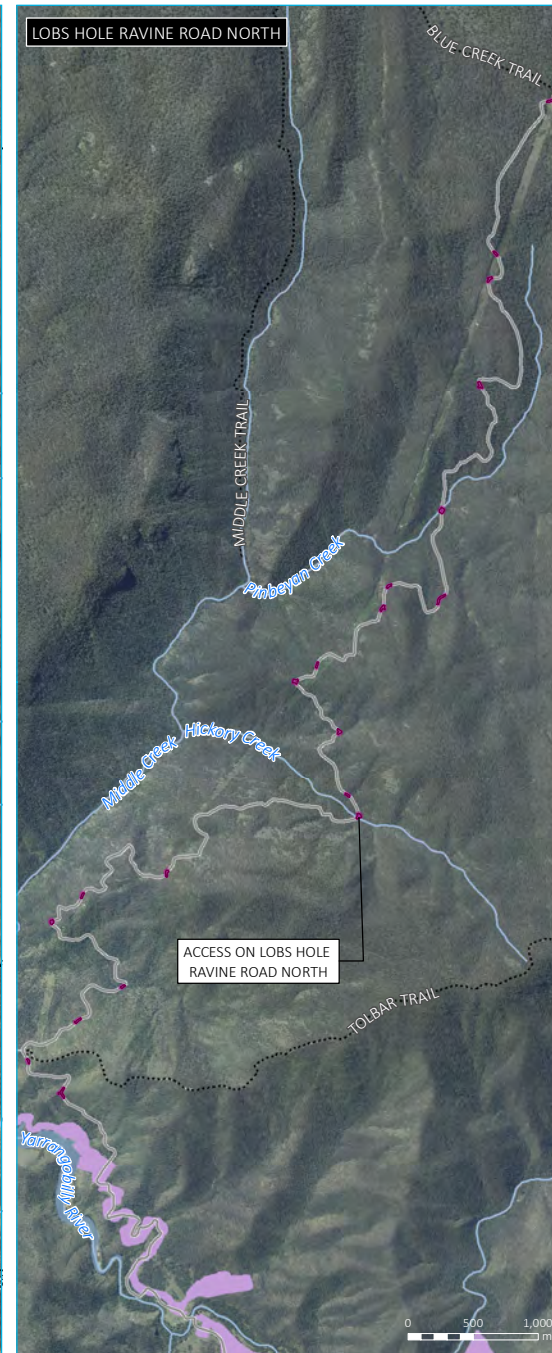 LOBS HOLE RAVINE ROAD NORTH
BLUE CREEK TRAIL
MIDDLE CREEK TRAIL
Pinbeyan Creek
Middle Creek
Hickory Creek
ACCESS ON LOBS HOLE
RAVINE ROAD NORTH
TOLBAR TRAIL
Yarrangobilly River
0 500 1,000
m